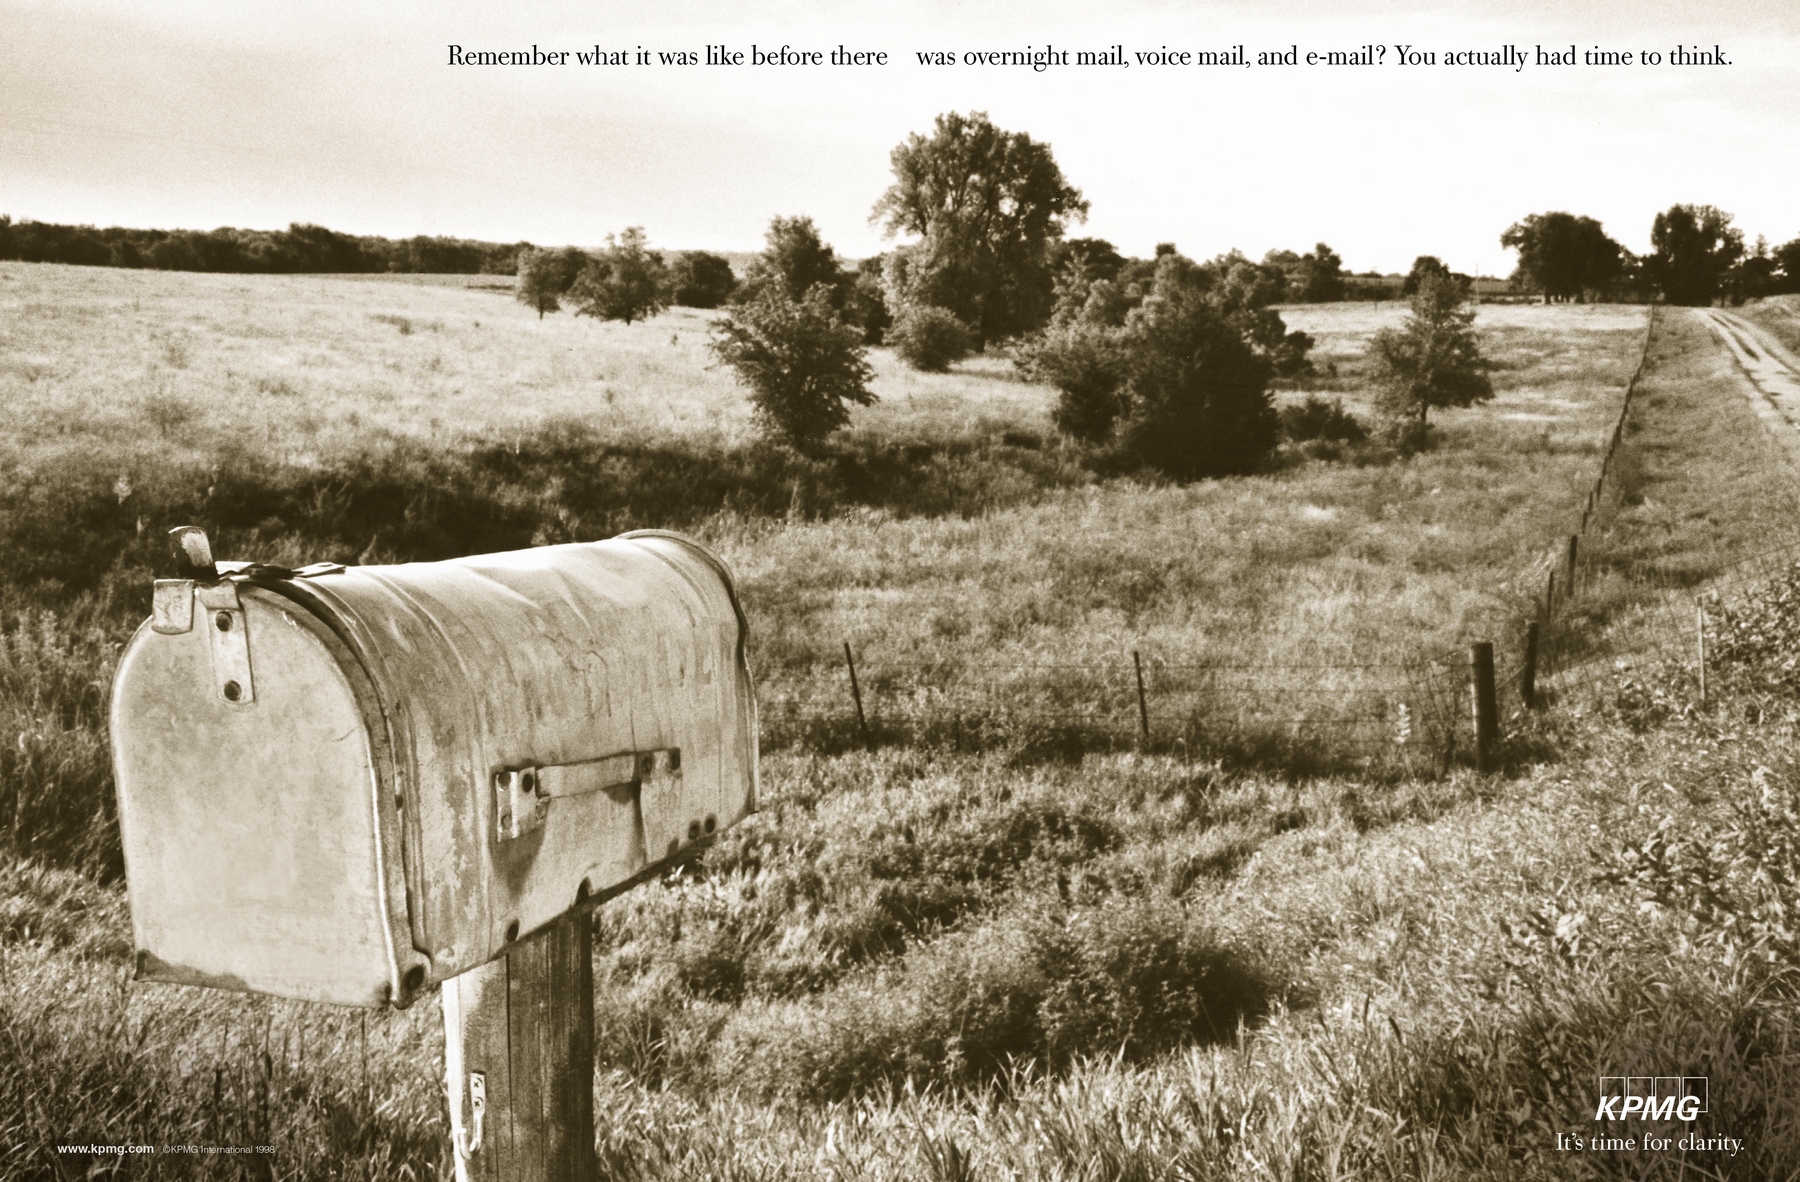 Remember what it was like before there was overnight mail, voice mail, and e-mail? You actually had time to think.
KPMG
It's time for clarity.
www.kpmg.com ©KPMG International 1998